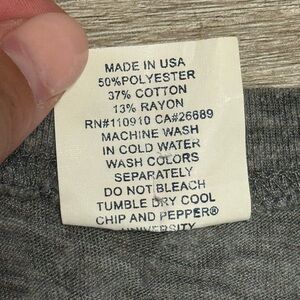 MADE IN USA
50%POLYESTER
37% COTTON
13% RAYON
RN#110910 CA#26689
MACHINE WASH
IN COLD WATER
WASH COLORS
SEPARATELY
DO NOT BLEACH
TUMBLE DRY COOL
CHIP AND PEPPER®
UNIVERSITY